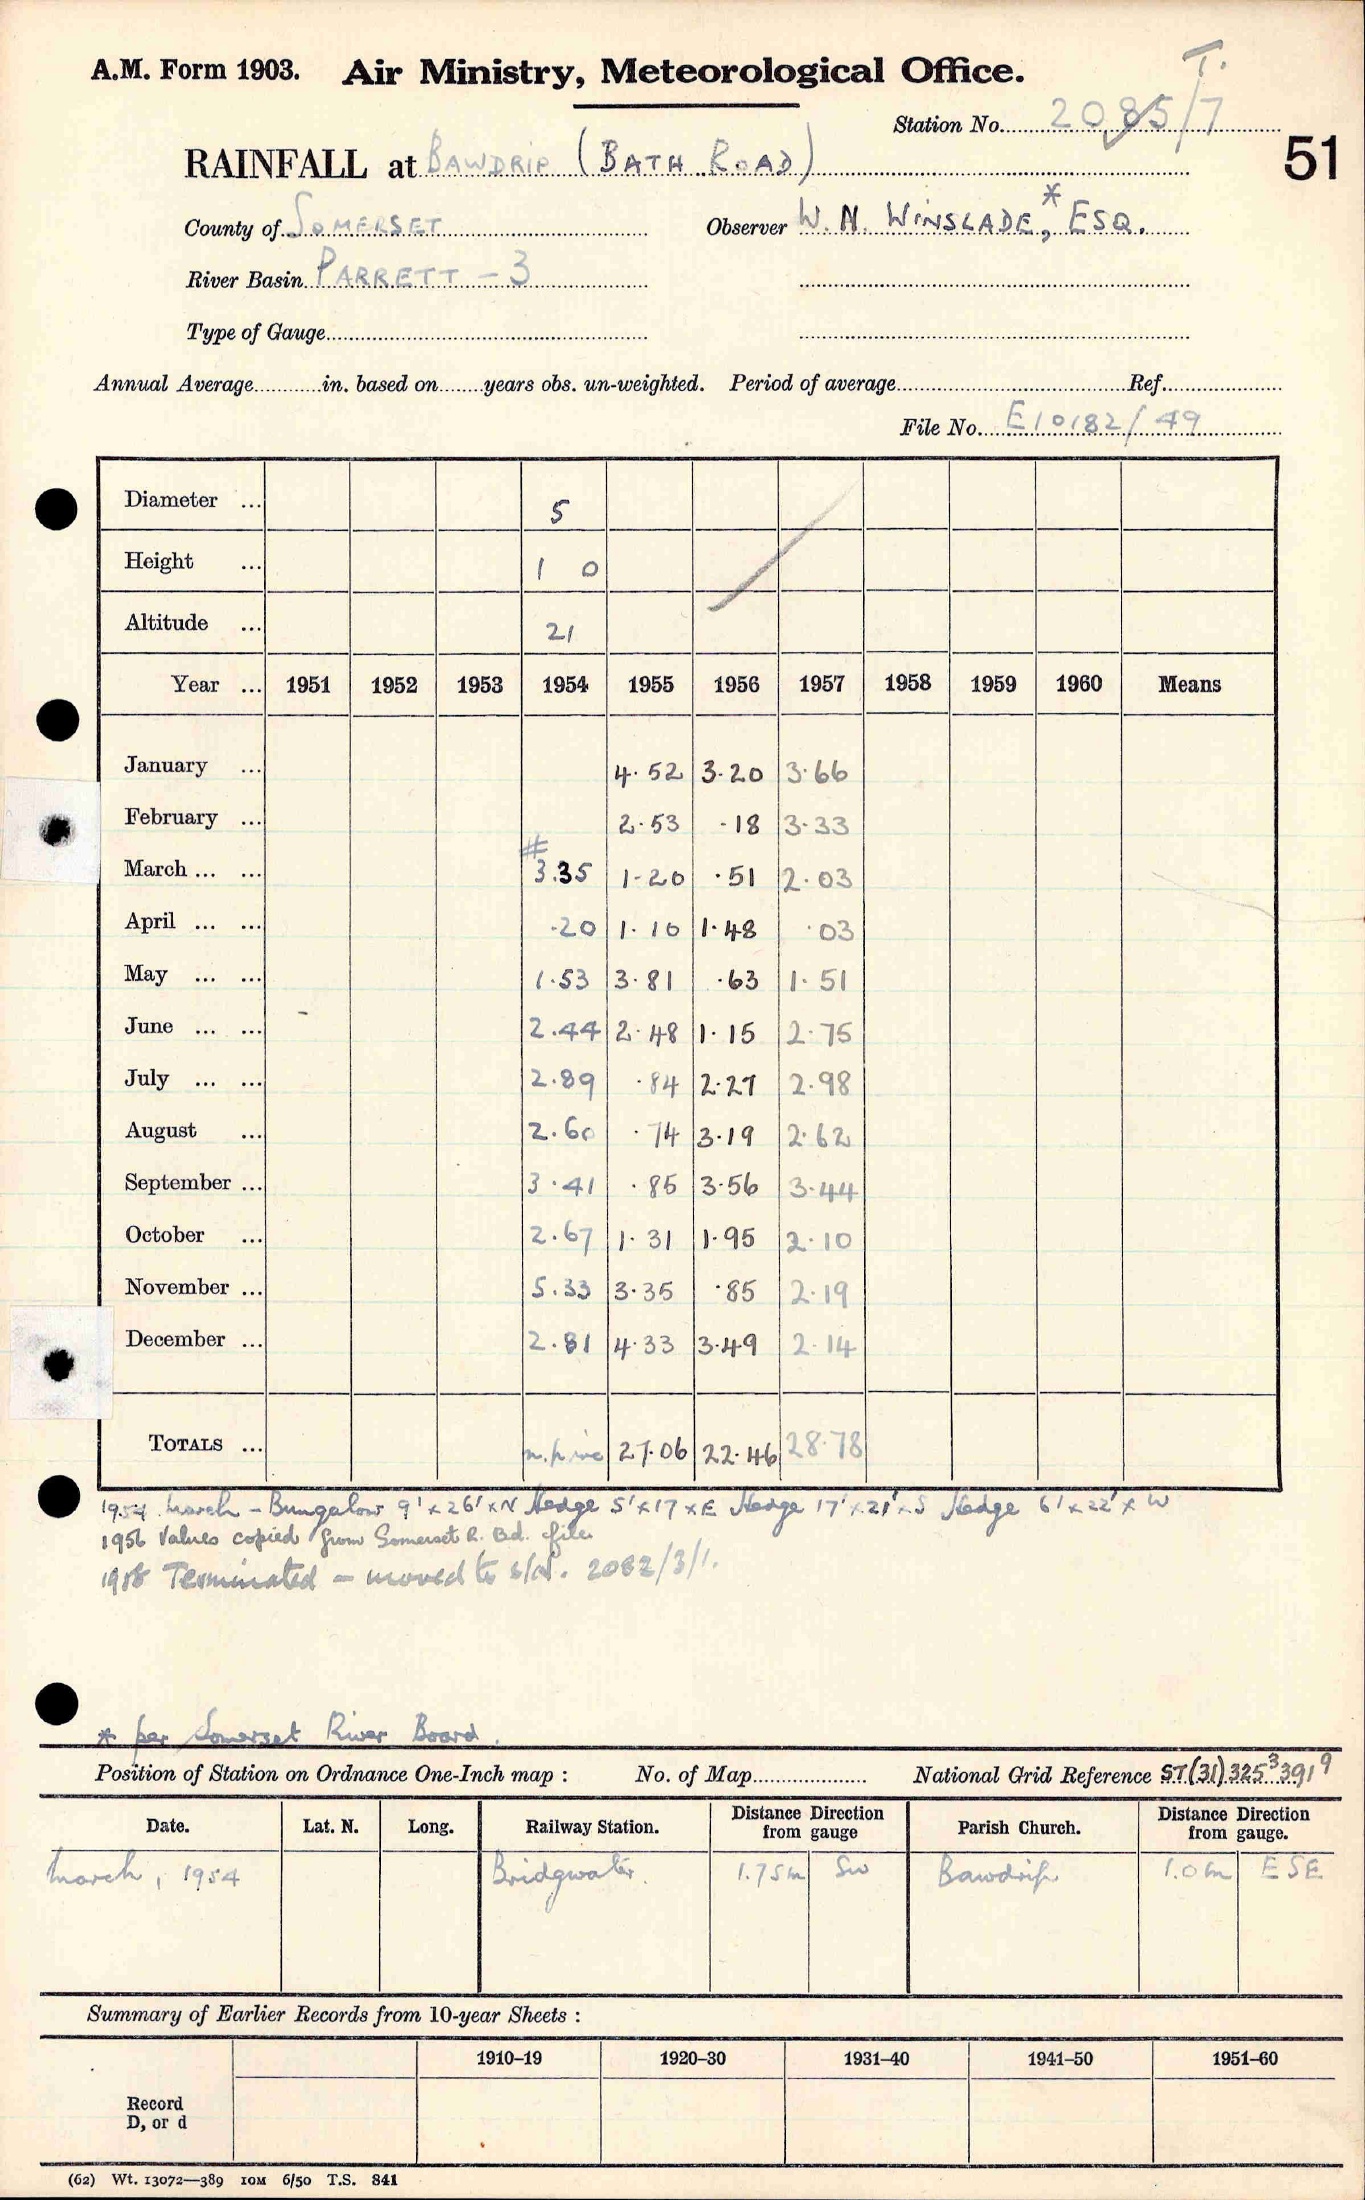 T.
A.M. Form 1903. Air Ministry, Meteorological Office.
Station No. 2085/7
51
RAINFALL at BAWDRIP (BATH ROAD)
County of SOMERSET Observer W. N. WINSLADE,* ESQ.
River Basin PARRETT - 3
Type of Gauge
Annual Average in. based on years obs. un-weighted. Period of average Ref.
File No. E10182/49
Diameter ... 5
Height ... 1 0
Altitude ... 21
Year ... 1951 1952 1953 1954 1955 1956 1957 1958 1959 1960 Means
January ... 4.52 3.20 3.66
February ... 2.53 .18 3.33
March ... ... # 3.35 1.20 .51 2.03
April ... ... .20 1.10 1.48 .03
May ... ... 1.53 3.81 .63 1.51
June ... ... 2.44 2.48 1.15 2.75
July ... ... 2.89 .84 2.27 2.98
August ... 2.60 .74 3.19 2.62
September ... 3.41 .85 3.56 3.44
October ... 2.67 1.31 1.95 2.10
November ... 5.33 3.35 .85 2.19
December ... 2.81 4.33 3.49 2.14
TOTALS ... 27.06 22.46 28.78
1954 March - Bungalow 9' x 26' x N Hedge 5' x 17 x E Hedge 17' x 21' x S Hedge 6' x 22' x W
1956 Values copied from Somerset R. Bd. file
1958 Terminated - moved to s/N. 2082/3/1.
* per Somerset River Board.
Position of Station on Ordnance One-Inch map : No. of Map National Grid Reference ST(31)325³391⁹
Date. Lat. N. Long. Railway Station. Distance Direction from gauge Parish Church. Distance Direction from gauge.
March, 1954 Bridgwater. 1.75m SW Bawdrip 1.0m ESE
Summary of Earlier Records from 10-year Sheets :
1910–19 1920–30 1931–40 1941–50 1951–60
Record
D, or d
(62) Wt. 13072—389 10M 6/50 T.S. 841